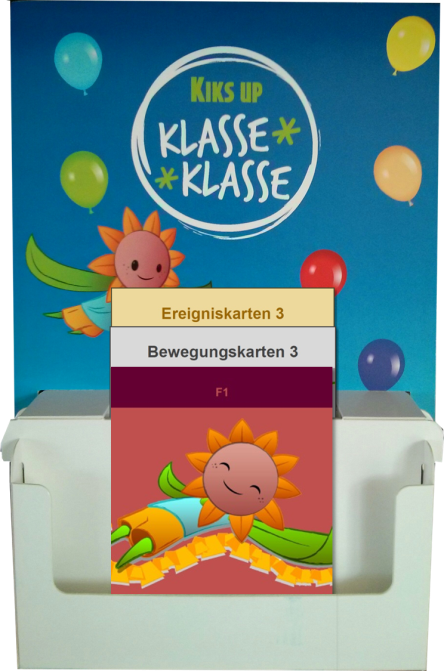 KIKS UP
KLASSE*
*KLASSE
Ereigniskarten 3
Bewegungskarten 3
F1